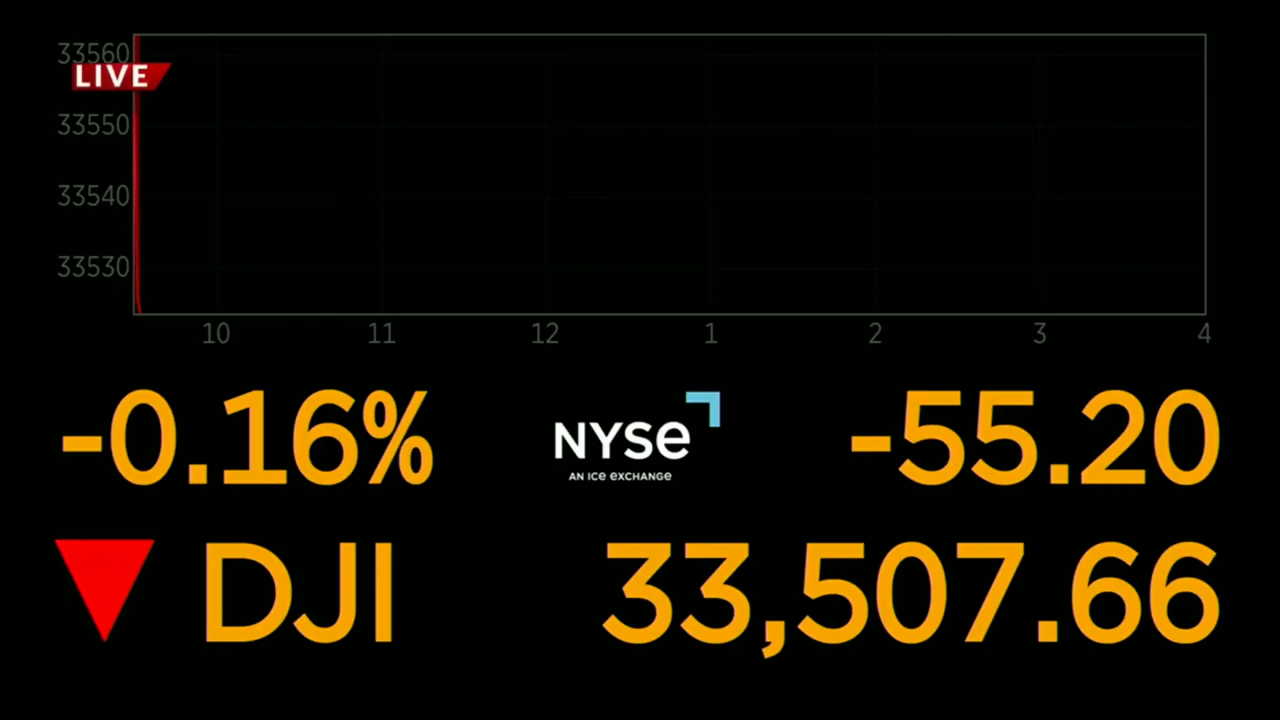 33560
LIVE
33550
33540
33530
10 11 12 1 2 3 4
-0.16% NYSE -55.20
AN ICE EXCHANGE
DJI 33,507.66